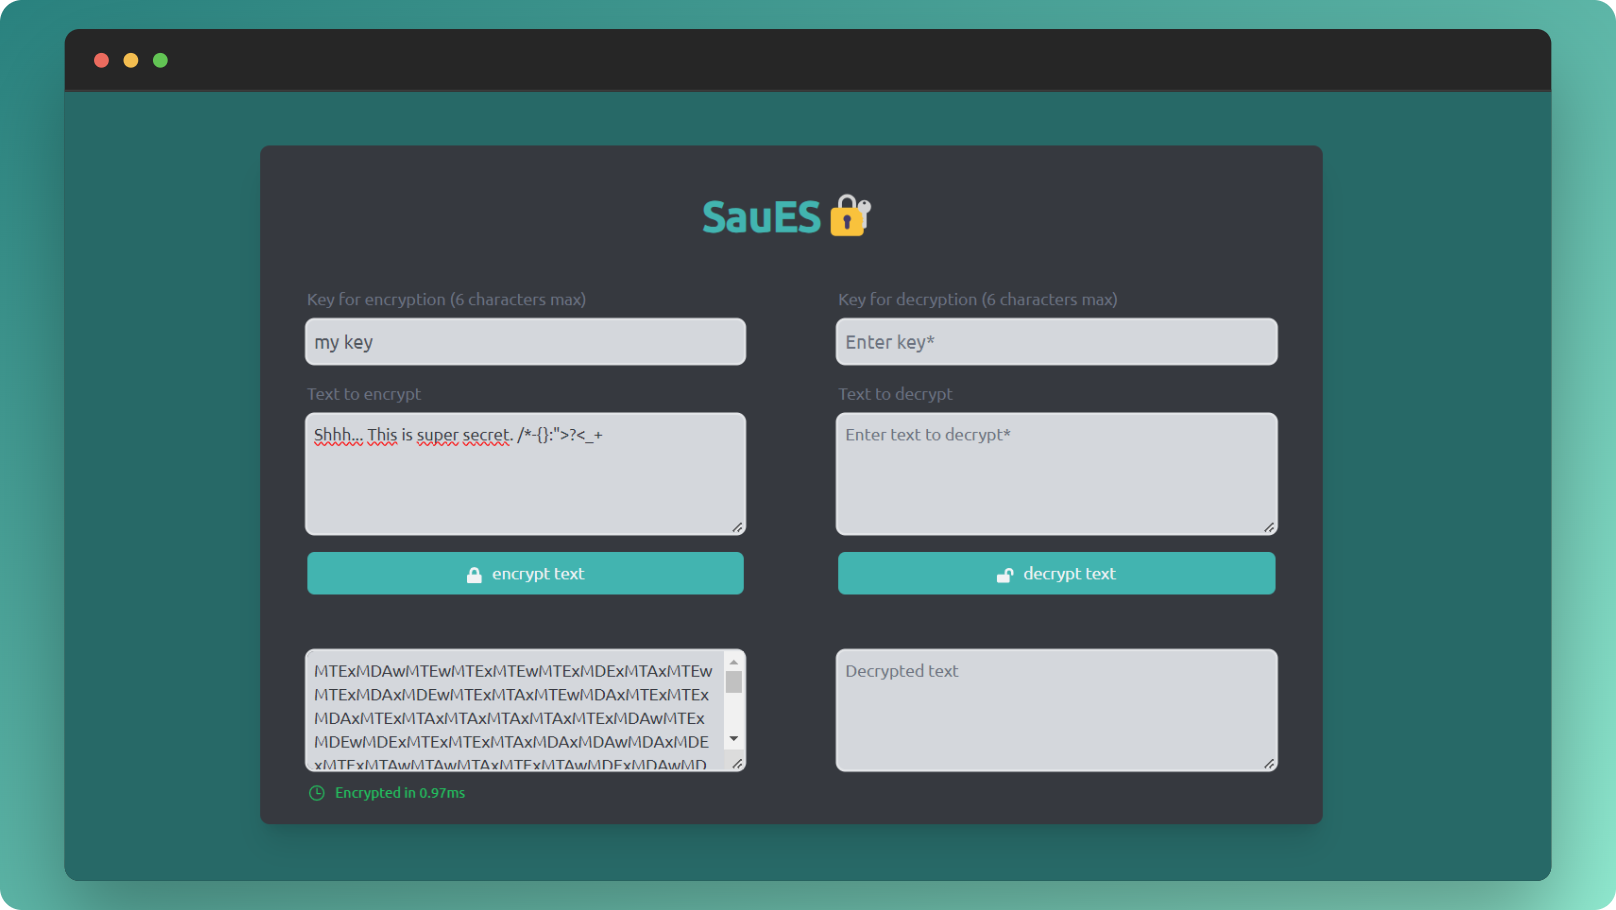 SauES
Key for encryption (6 characters max)
my key
Text to encrypt
Shhh... This is super secret. /*-{}:">?<_+
encrypt text
MTExMDAwMTEwMTExMTEwMTExMDExMTAxMTEw
MTExMDAxMDEwMTExMTAxMTEwMDAxMTExMTEx
MDAxMTExMTAxMTAxMTAxMTAxMTExMDAwMTEx
MDEwMDExMTExMTExMTAxMDAxMDAwMDAxMDE
xMTExMTAwMTAwMTAxMTExMTAwMDExMDAwMD
Encrypted in 0.97ms
Key for decryption (6 characters max)
Enter key*
Text to decrypt
Enter text to decrypt*
decrypt text
Decrypted text